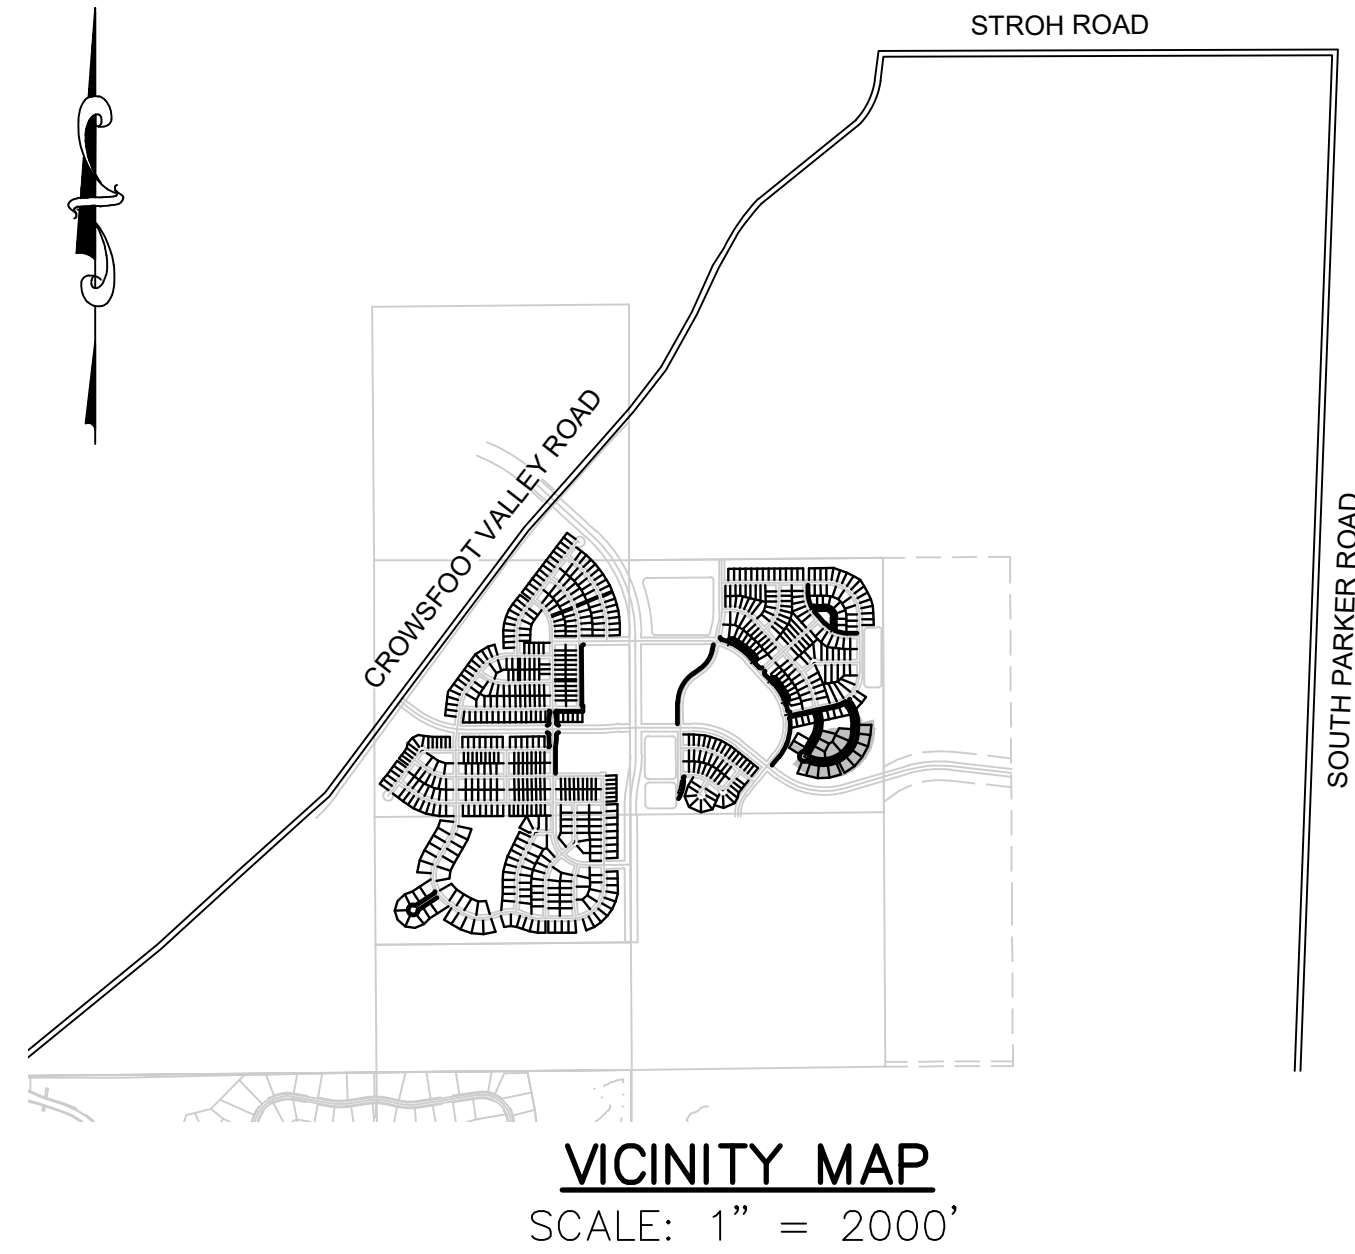 STROH ROAD
CROWSFOOT VALLEY ROAD
SOUTH PARKER ROAD
VICINITY MAP
SCALE: 1" = 2000'